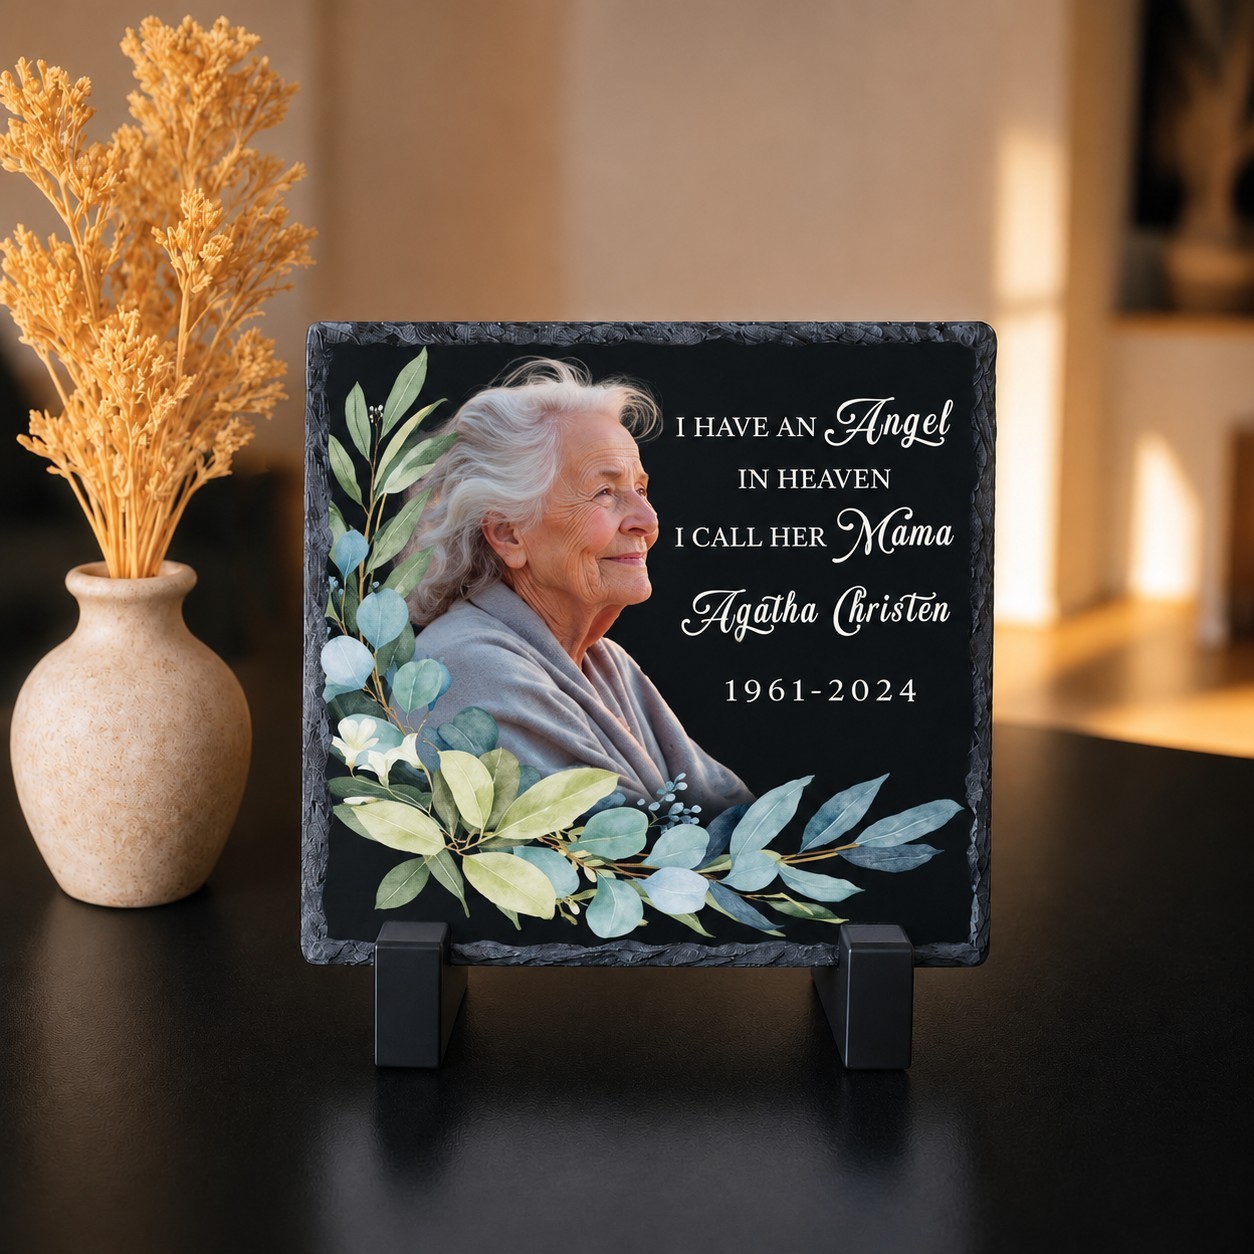 I HAVE AN Angel
IN HEAVEN
I CALL HER Mama
Agatha Christen
1961-2024